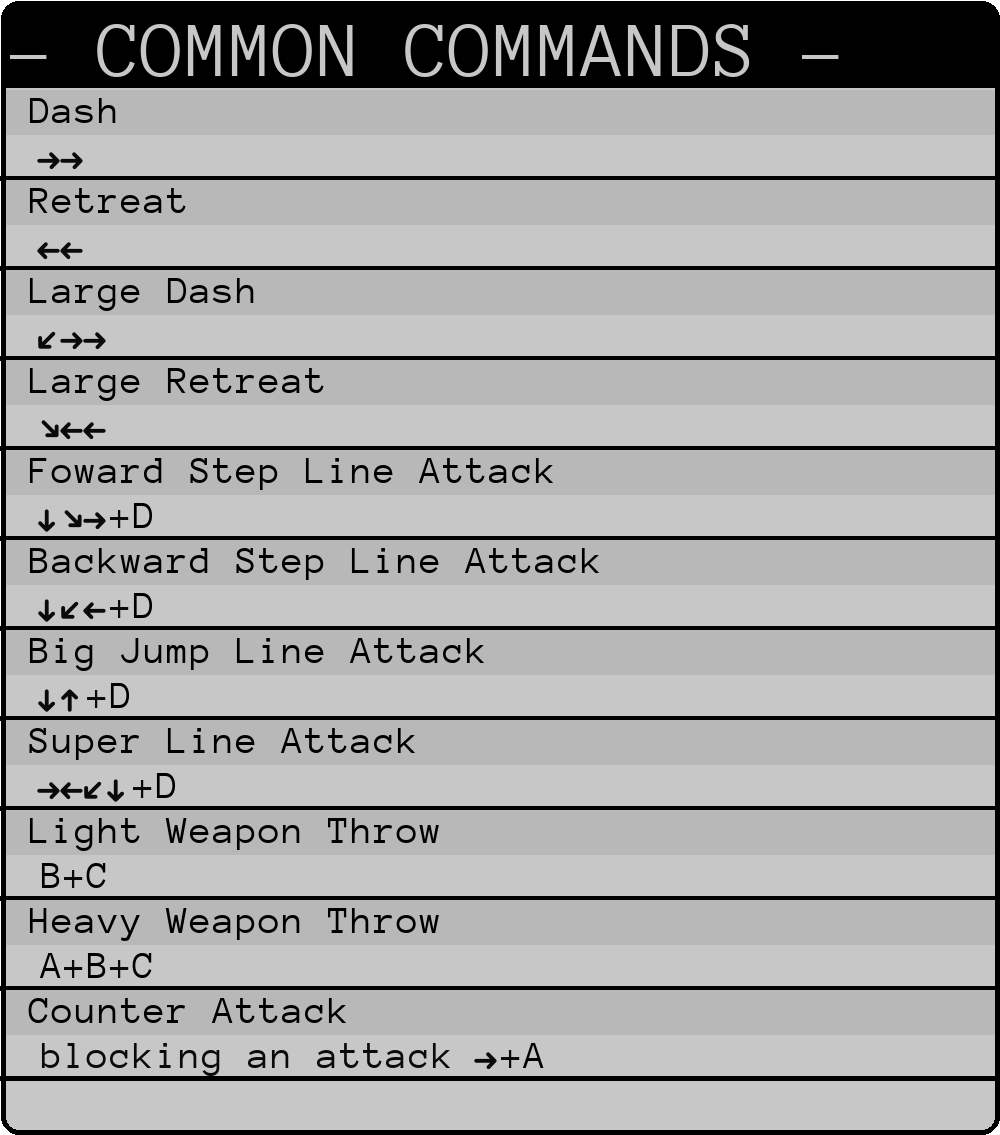 — COMMON COMMANDS —
Dash
→→
Retreat
←←
Large Dash
↙→→
Large Retreat
↘←←
Foward Step Line Attack
↓↘→+D
Backward Step Line Attack
↓↙←+D
Big Jump Line Attack
↓↑+D
Super Line Attack
→←↙↓+D
Light Weapon Throw
B+C
Heavy Weapon Throw
A+B+C
Counter Attack
blocking an attack →+A